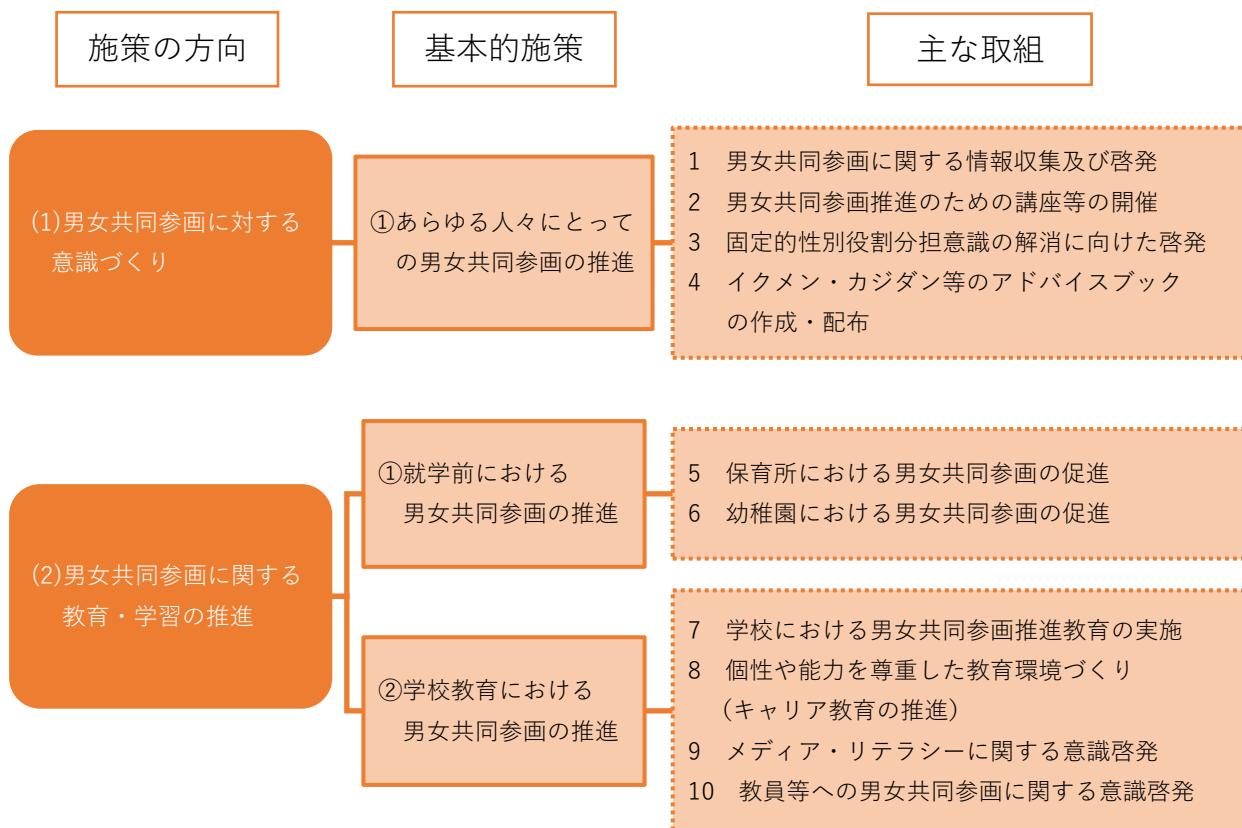 施策の方向
基本的施策
主な取組
(1)男女共同参画に対する
意識づくり
①あらゆる人々にとって
の男女共同参画の推進
1 男女共同参画に関する情報収集及び啓発
2 男女共同参画推進のための講座等の開催
3 固定的性別役割分担意識の解消に向けた啓発
4 イクメン・カジダン等のアドバイスブック
の作成・配布
(2)男女共同参画に関する
教育・学習の推進
①就学前における
男女共同参画の推進
5 保育所における男女共同参画の促進
6 幼稚園における男女共同参画の促進
②学校教育における
男女共同参画の推進
7 学校における男女共同参画推進教育の実施
8 個性や能力を尊重した教育環境づくり
(キャリア教育の推進)
9 メディア・リテラシーに関する意識啓発
10 教員等への男女共同参画に関する意識啓発